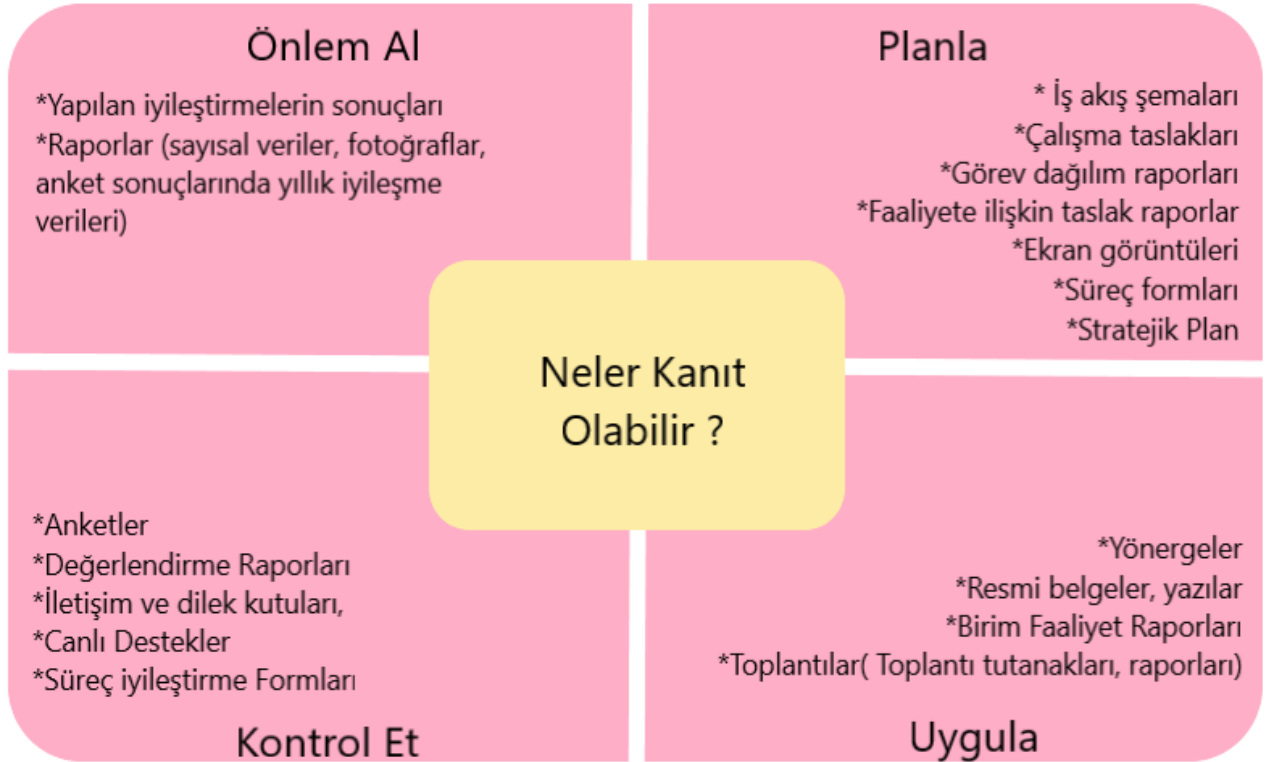 Önlem Al
*Yapılan iyileştirmelerin sonuçları
*Raporlar (sayısal veriler, fotoğraflar,
anket sonuçlarında yıllık iyileşme
verileri)
Planla
* İş akış şemaları
*Çalışma taslakları
*Görev dağılım raporları
*Faaliyete ilişkin taslak raporlar
*Ekran görüntüleri
*Süreç formları
*Stratejik Plan
Neler Kanıt
Olabilir ?
*Anketler
*Değerlendirme Raporları
*İletişim ve dilek kutuları,
*Canlı Destekler
*Süreç iyileştirme Formları
Kontrol Et
*Yönergeler
*Resmi belgeler, yazılar
*Birim Faaliyet Raporları
*Toplantılar( Toplantı tutanakları, raporları)
Uygula